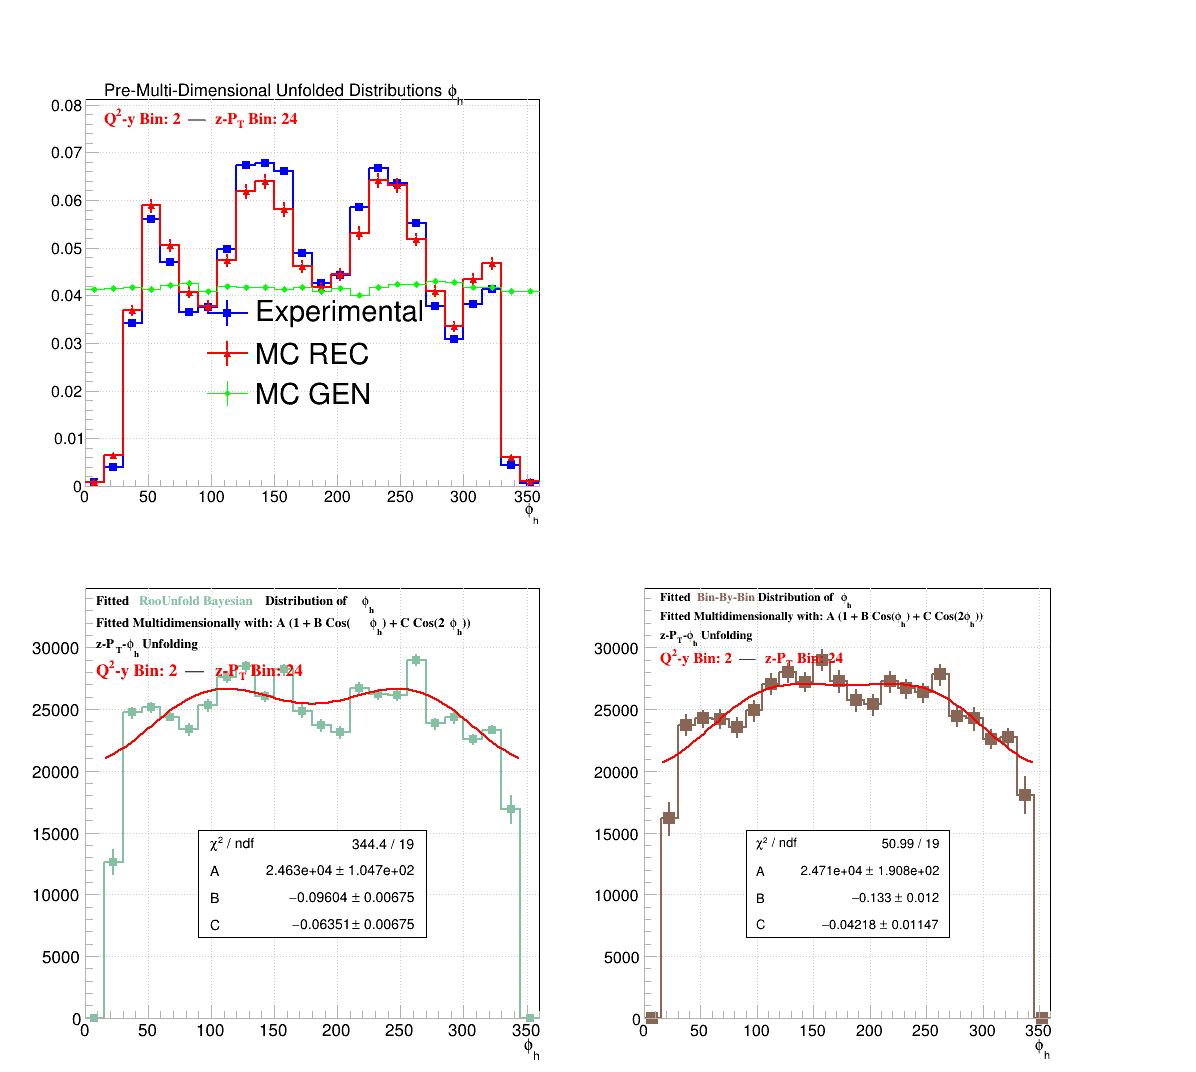 Pre-Multi-Dimensional Unfolded Distributions ϕh
Q2-y Bin: 2 — z-PT Bin: 24
0.08
0.07
0.06
0.05
0.04
0.03
0.02
0.01
0
Experimental
MC REC
MC GEN
0 50 100 150 200 250 300 350
ϕh
Fitted RooUnfold Bayesian Distribution of ϕh
Fitted Multidimensionally with: A (1 + B Cos(ϕh) + C Cos(2 ϕh))
z-PT-ϕh Unfolding
Q2-y Bin: 2 — z-PT Bin: 24
30000
25000
20000
15000
10000
5000
0
χ2 / ndf 344.4 / 19
A 2.463e+04 ± 1.047e+02
B −0.09604 ± 0.00675
C −0.06351 ± 0.00675
0 50 100 150 200 250 300 350
ϕh
Fitted Bin-By-Bin Distribution of ϕh
Fitted Multidimensionally with: A (1 + B Cos(ϕh) + C Cos(2ϕh))
z-PT-ϕh Unfolding
Q2-y Bin: 2 — z-PT Bin: 24
30000
25000
20000
15000
10000
5000
0
χ2 / ndf 50.99 / 19
A 2.471e+04 ± 1.908e+02
B −0.133 ± 0.012
C −0.04218 ± 0.01147
0 50 100 150 200 250 300 350
ϕh